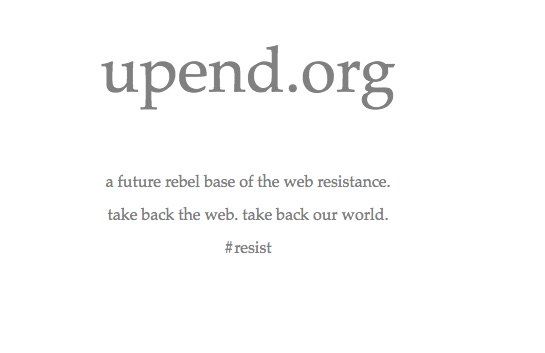 upend.org
a future rebel base of the web resistance.
take back the web. take back our world.
#resist